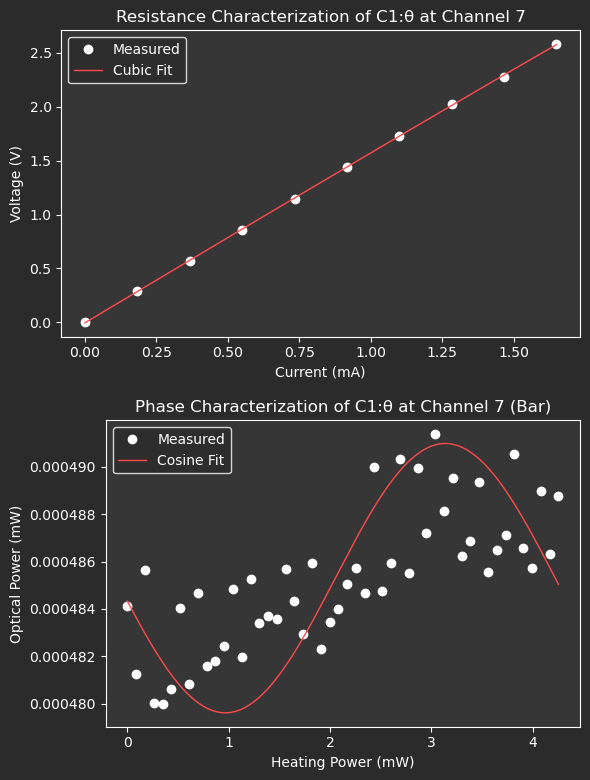 Resistance Characterization of C1:θ at Channel 7
Measured
Cubic Fit
2.5
2.0
1.5
1.0
0.5
0.0
Voltage (V)
0.00 0.25 0.50 0.75 1.00 1.25 1.50
Current (mA)
Phase Characterization of C1:θ at Channel 7 (Bar)
Measured
Cosine Fit
0.000490
0.000488
0.000486
0.000484
0.000482
0.000480
Optical Power (mW)
0 1 2 3 4
Heating Power (mW)